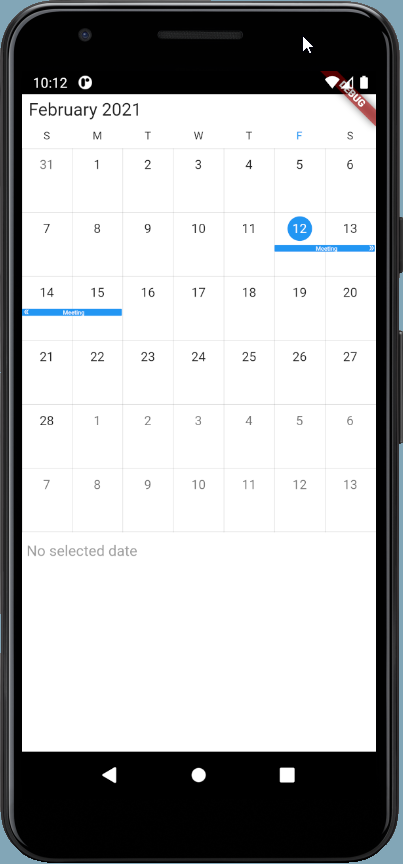 10:12
DEBUG
February 2021
S M T W T F S
31 1 2 3 4 5 6
7 8 9 10 11 12 13
Meeting »
14 15 16 17 18 19 20
« Meeting
21 22 23 24 25 26 27
28 1 2 3 4 5 6
7 8 9 10 11 12 13
No selected date